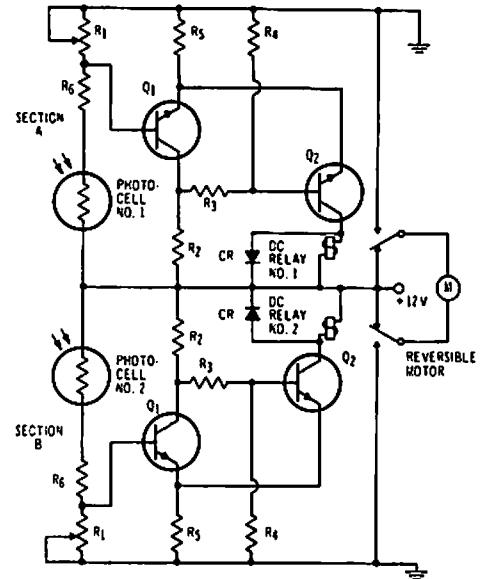 R1
R5
R4
R6
Q1
SECTION
A
Q2
PHOTO-
CELL
NO. 1
R3
R2
CR
DC
RELAY
NO. 1
+ 12V
M
CR
DC
RELAY
NO. 2
REVERSIBLE
MOTOR
R2
PHOTO-
CELL
NO. 2
R3
Q2
Q1
SECTION
B
R6
R1
R5
R4